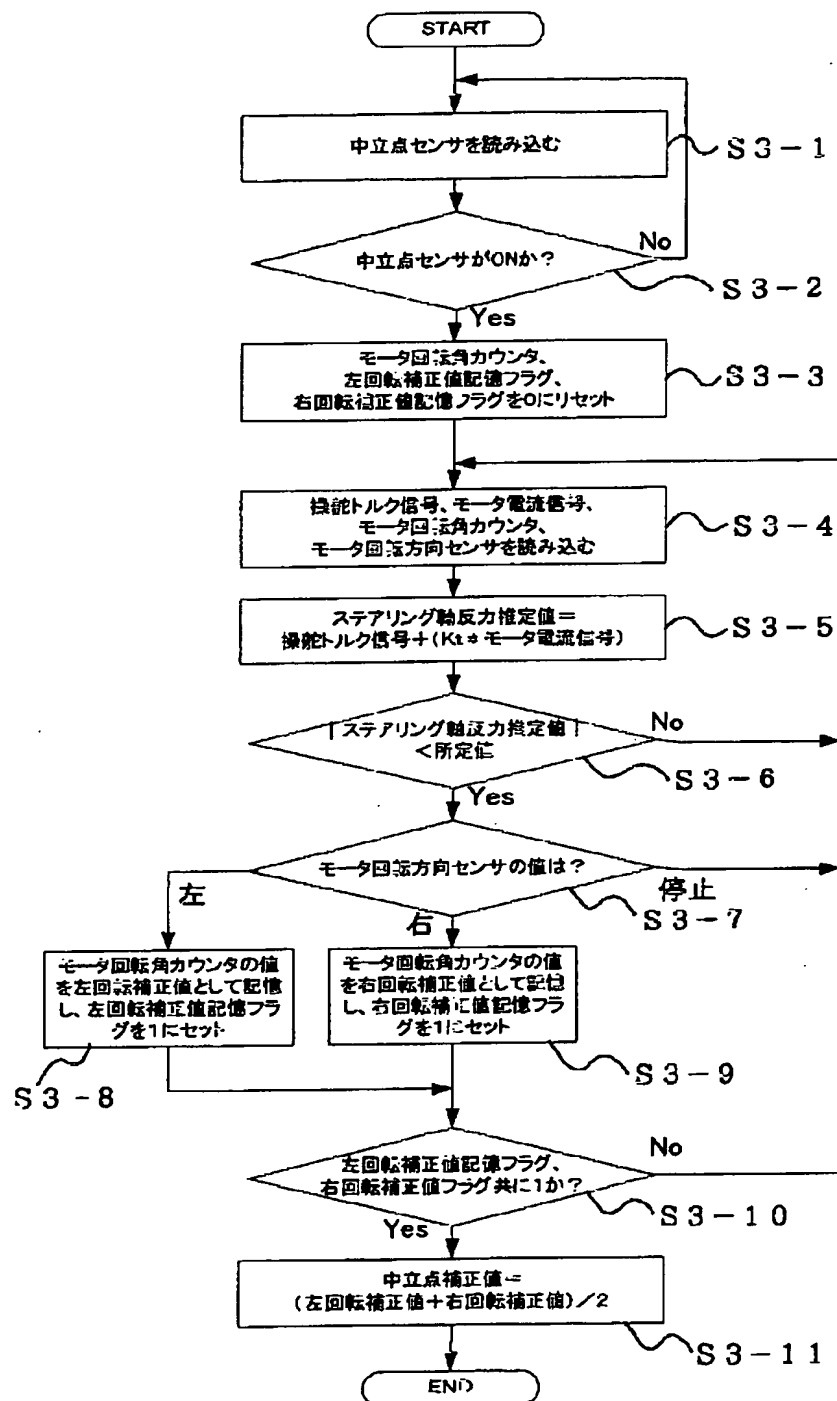 START
中立点センサを読み込む
S3-1
中立点センサがONか?
No
S3-2
Yes
モータ回転角カウンタ、
左回転補正値記憶フラグ、
右回転補正値記憶フラグを0にリセット
S3-3
操舵トルク信号、モータ電流信号、
モータ回転角カウンタ、
モータ回転方向センサを読み込む
S3-4
ステアリング軸反力推定値=
操舵トルク信号+(Kt*モータ電流信号)
S3-5
|ステアリング軸反力推定値|
<所定値
No
S3-6
Yes
モータ回転方向センサの値は?
左
右
停止
S3-7
モータ回転角カウンタの値
を左回転補正値として記憶
し、左回転補正値記憶フラ
グを1にセット
S3-8
モータ回転角カウンタの値
を右回転補正値として記憶
し、右回転補正値記憶フラ
グを1にセット
S3-9
左回転補正値記憶フラグ、
右回転補正値フラグ共に1か?
No
S3-10
Yes
中立点補正値=
(左回転補正値+右回転補正値)/2
S3-11
END